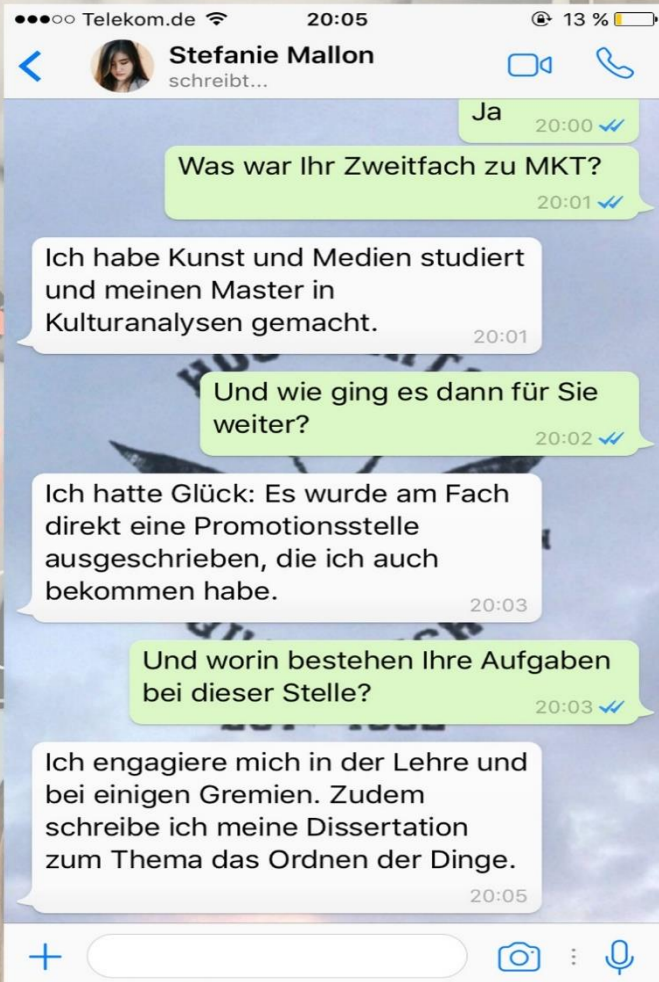 Telekom.de 20:05 13 %
Stefanie Mallon
schreibt...
Ja
20:00
Was war Ihr Zweitfach zu MKT?
20:01
Ich habe Kunst und Medien studiert
und meinen Master in
Kulturanalysen gemacht.
20:01
Und wie ging es dann für Sie
weiter?
20:02
Ich hatte Glück: Es wurde am Fach
direkt eine Promotionsstelle
ausgeschrieben, die ich auch
bekommen habe.
20:03
Und worin bestehen Ihre Aufgaben
bei dieser Stelle?
20:03
Ich engagiere mich in der Lehre und
bei einigen Gremien. Zudem
schreibe ich meine Dissertation
zum Thema das Ordnen der Dinge.
20:05